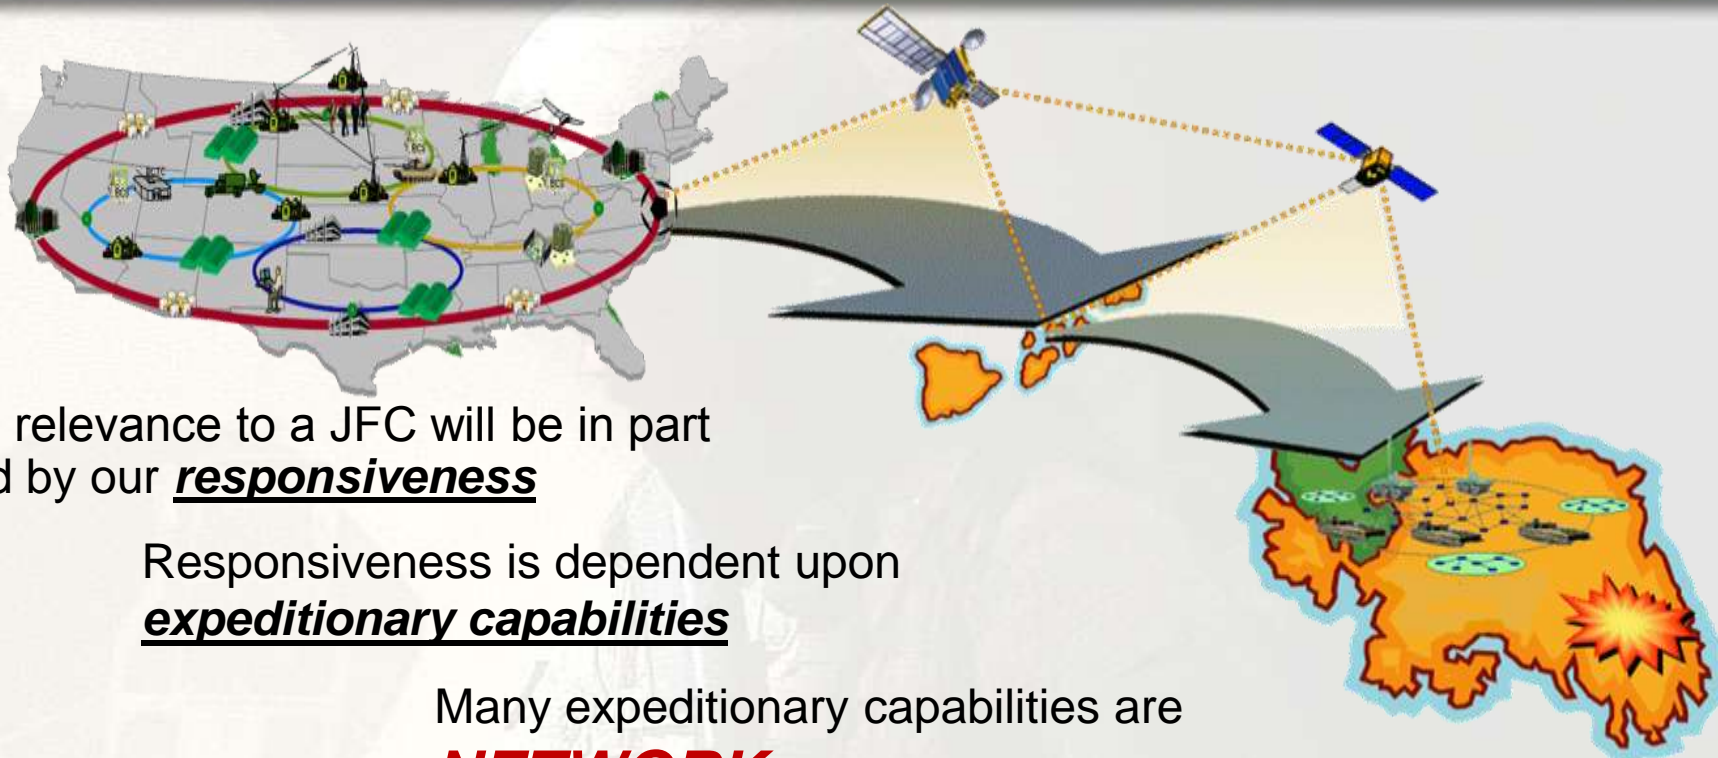 relevance to a JFC will be in part
d by our responsiveness
Responsiveness is dependent upon
expeditionary capabilities
Many expeditionary capabilities are
NETWORK